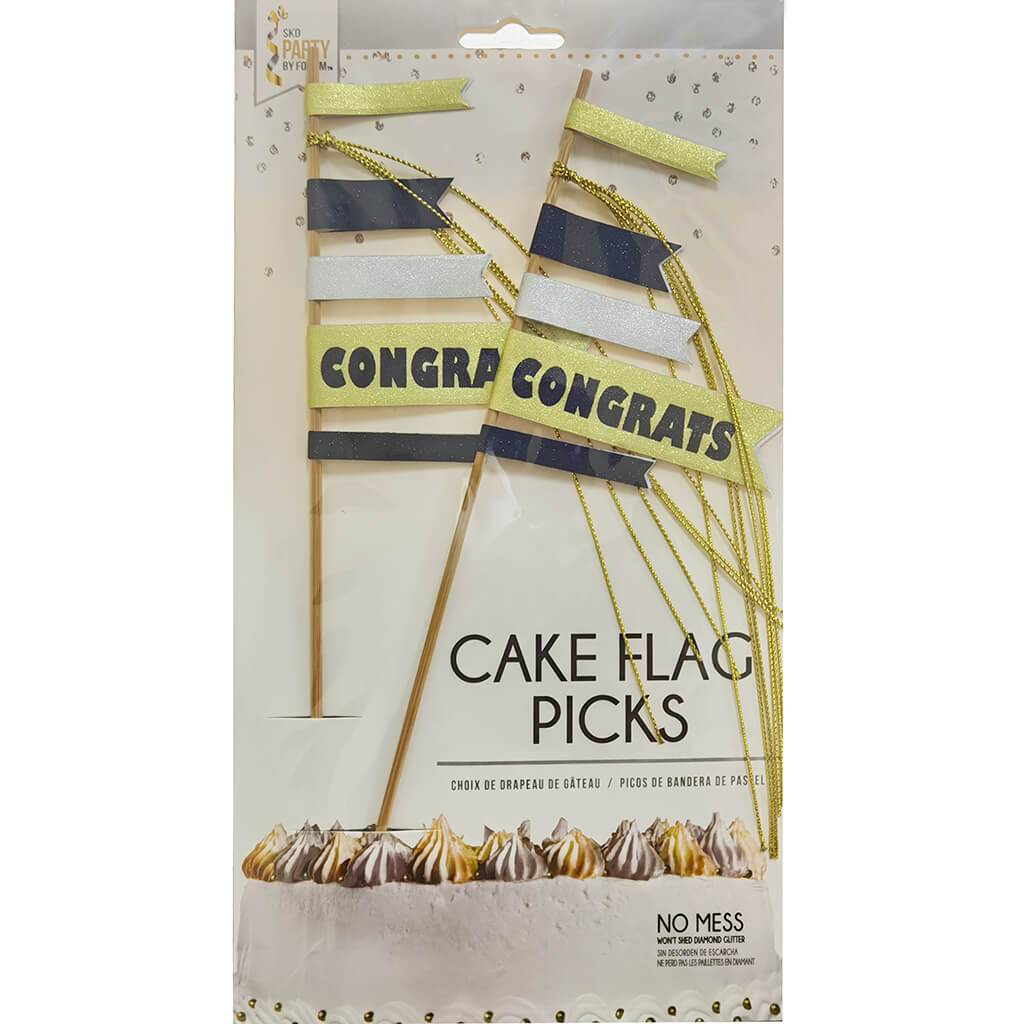 SKD
PARTY
BY FORUM™
CONGRA
CONGRATS
CAKE FLAG
PICKS
CHOIX DE DRAPEAU DE GÂTEAU / PICOS DE BANDERA DE PASTEL
NO MESS
WON'T SHED DIAMOND GLITTER
SIN DESORDEN DE ESCARCHA
NE PERD PAS LES PAILLETTES EN DIAMANT